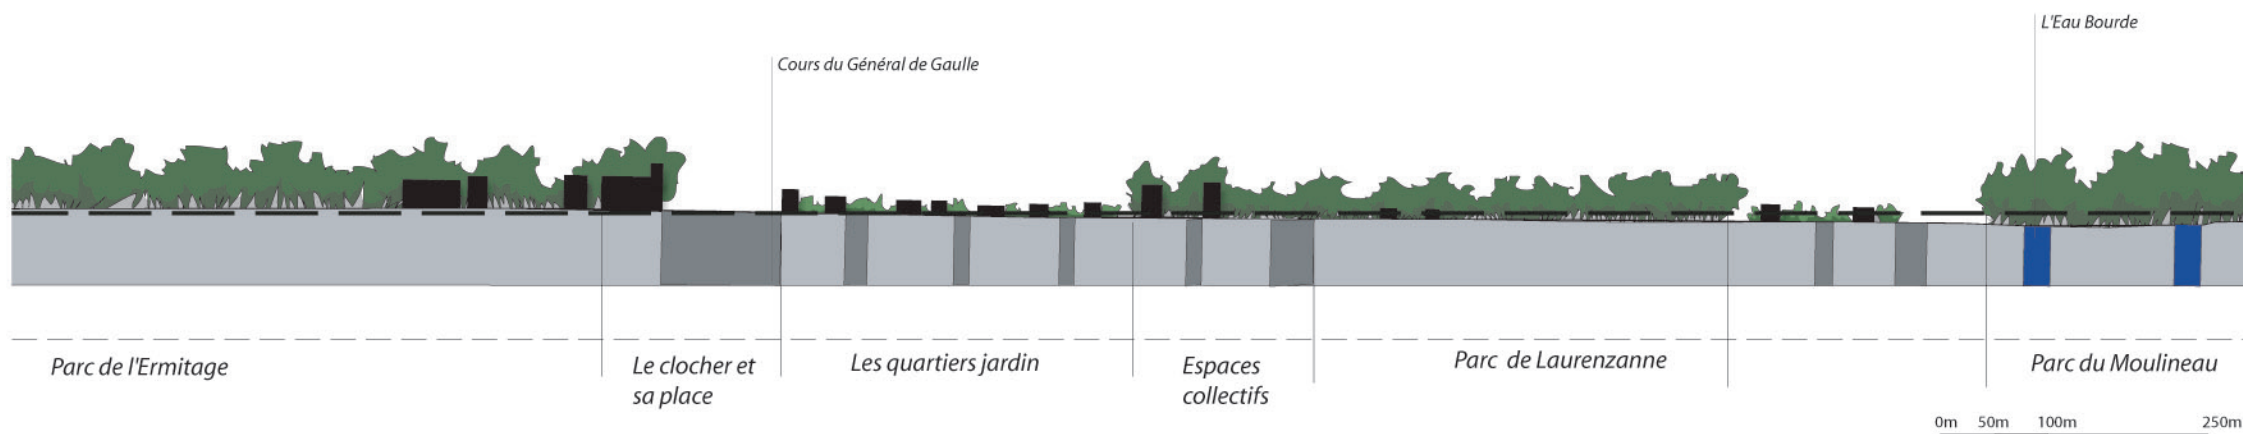 L'Eau Bourde
Cours du Général de Gaulle
Parc de l'Ermitage
Le clocher et
sa place
Les quartiers jardin
Espaces
collectifs
Parc de Laurenzanne
Parc du Moulineau
0m 50m 100m 250m